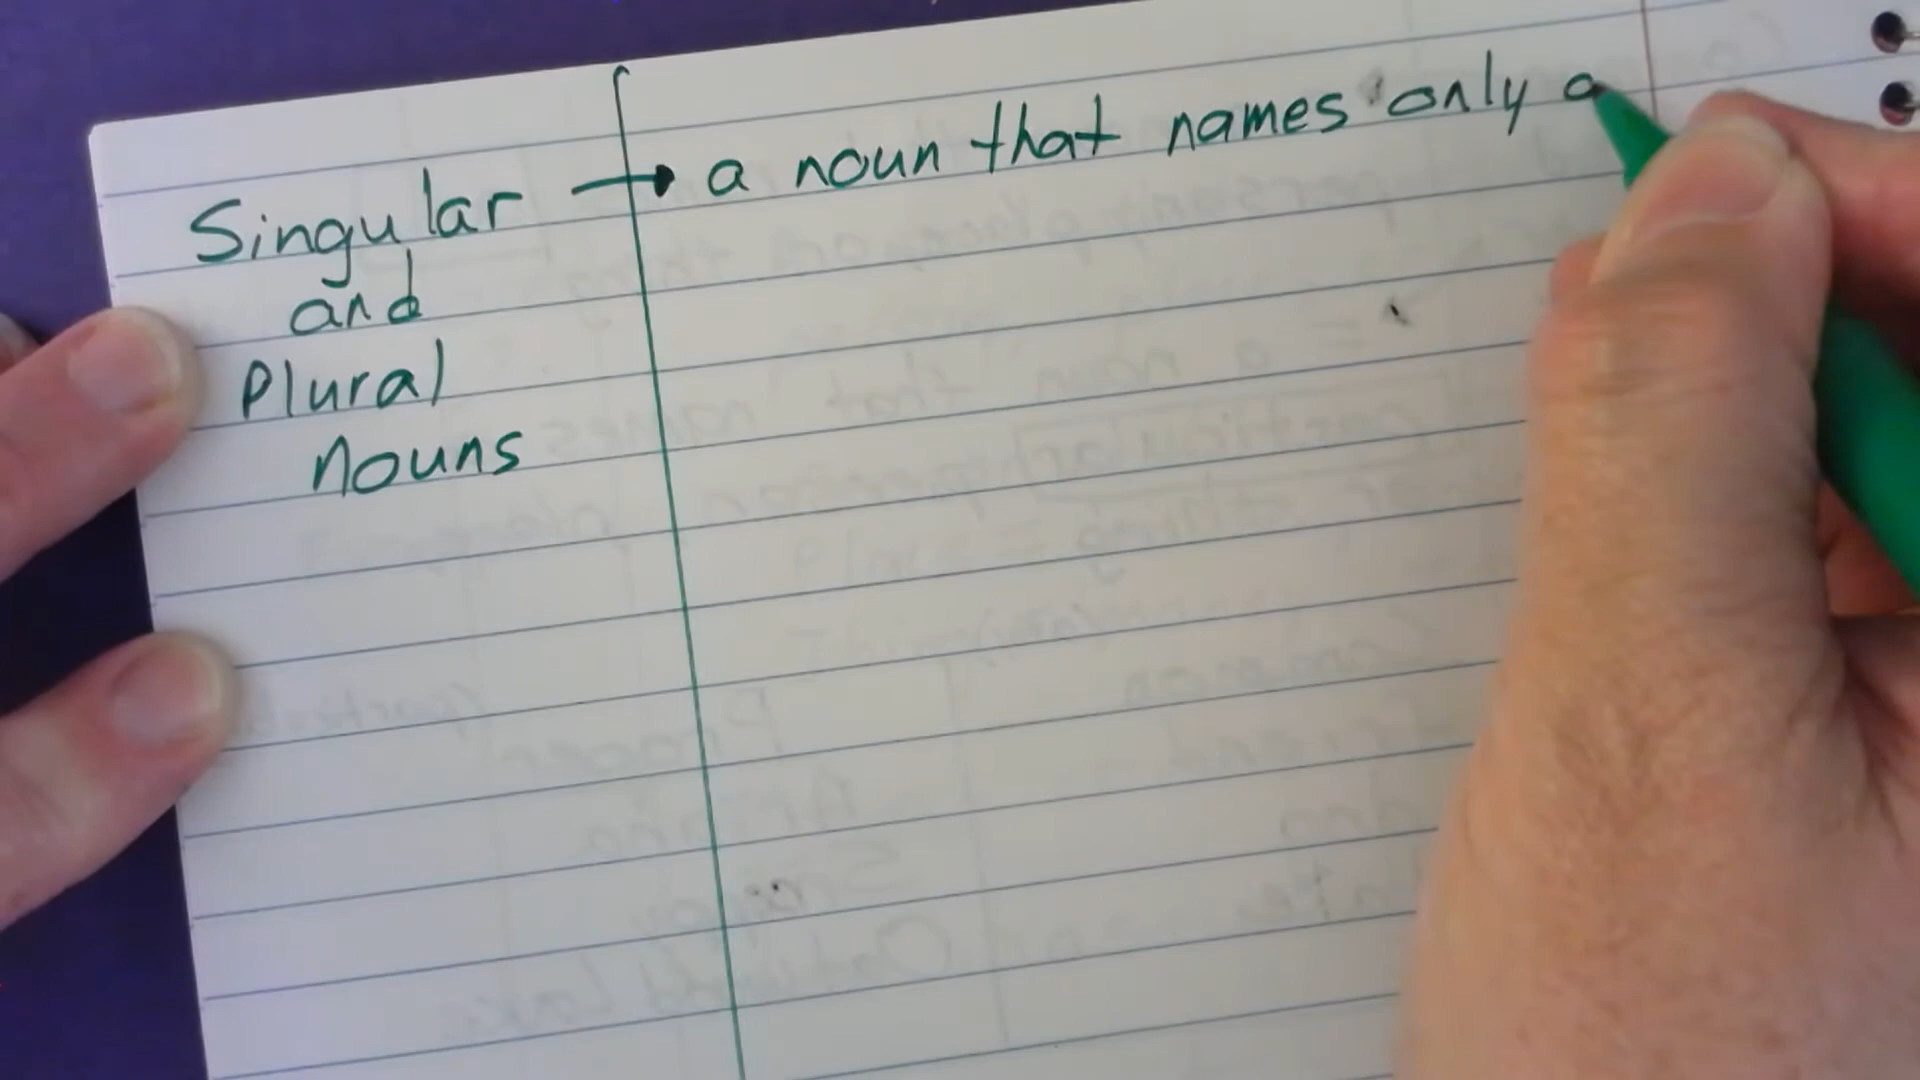 Singular → a noun that names only o
and
Plural
nouns